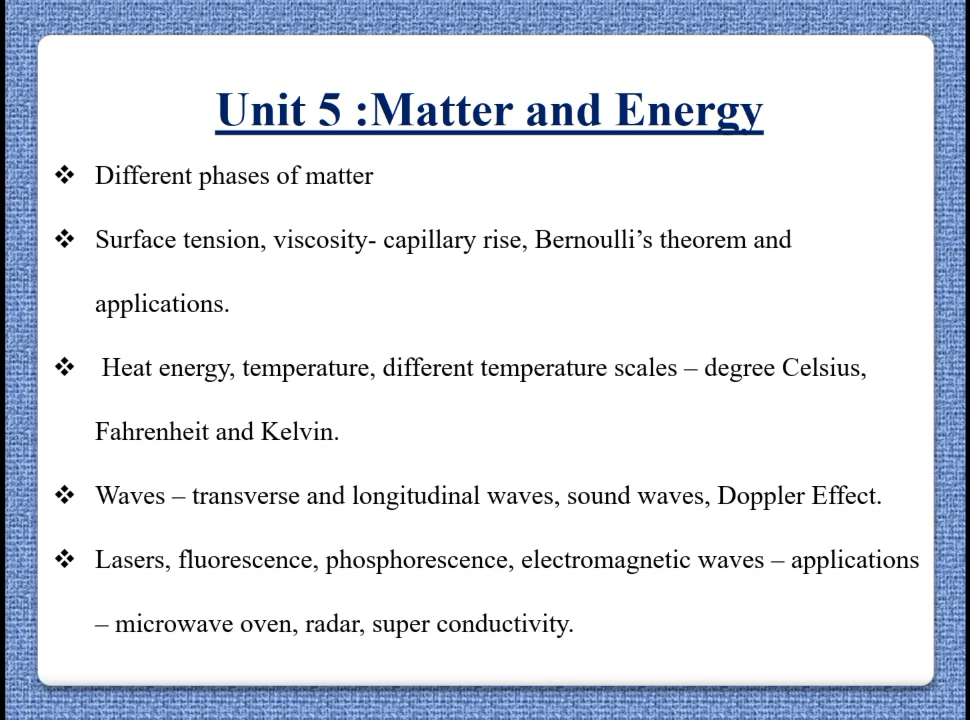 Unit 5 :Matter and Energy
❖ Different phases of matter
❖ Surface tension, viscosity- capillary rise, Bernoulli’s theorem and
applications.
❖ Heat energy, temperature, different temperature scales – degree Celsius,
Fahrenheit and Kelvin.
❖ Waves – transverse and longitudinal waves, sound waves, Doppler Effect.
❖ Lasers, fluorescence, phosphorescence, electromagnetic waves – applications
– microwave oven, radar, super conductivity.